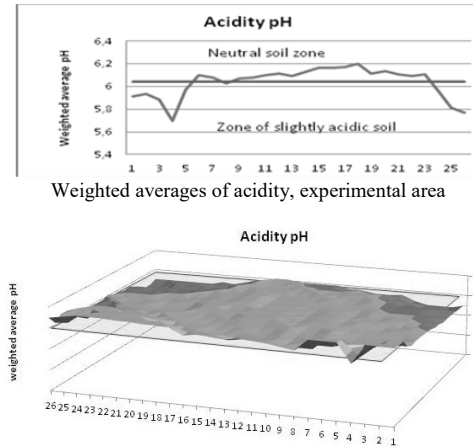 Acidity pH
Weighted average pH
6,4
6,2
6
5,8
5,6
5,4
Neutral soil zone
Zone of slightly acidic soil
1 3 5 7 9 11 13 15 17 19 21 23 25
Weighted averages of acidity, experimental area
Acidity pH
weighted average pH
26 25 24 23 22 21 20 19 18 17 16 15 14 13 12 11 10 9 8 7 6 5 4 3 2 1